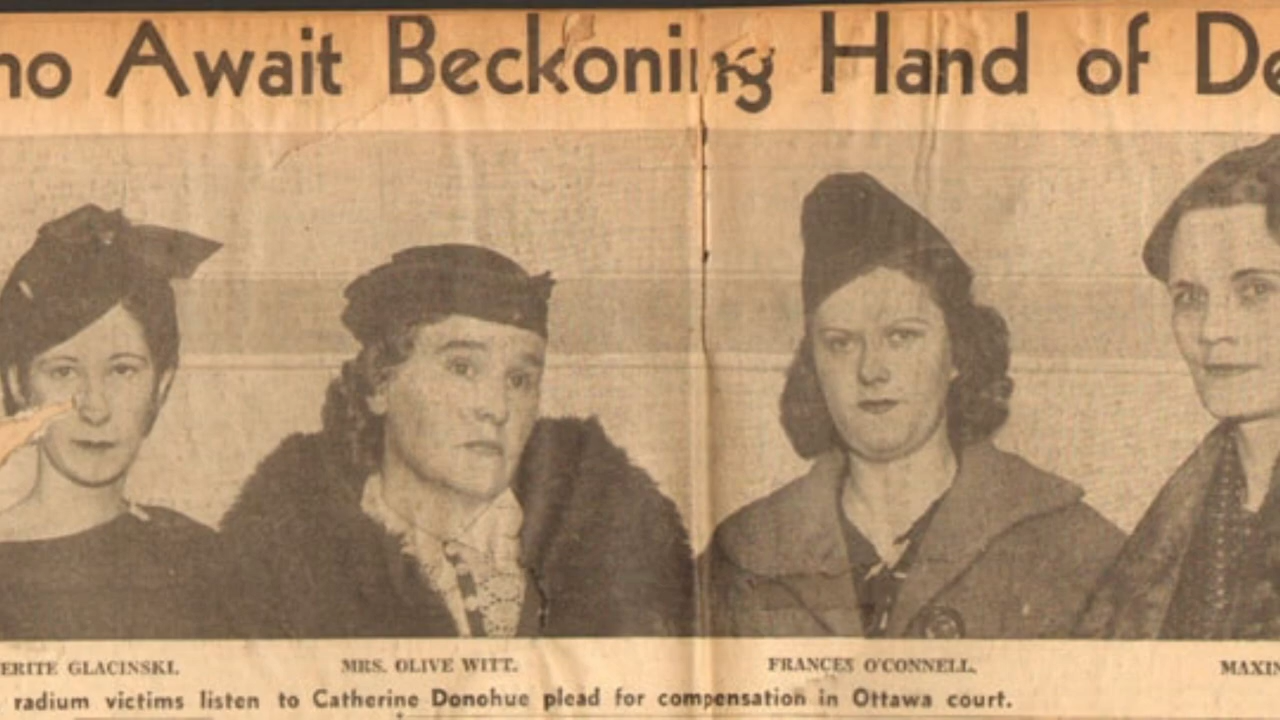 ho Await Beckoning Hand of De
ERITE GLACINSKI.
MRS. OLIVE WITT.
FRANCES O'CONNELL.
MAXIN
radium victims listen to Catherine Donohue plead for compensation in Ottawa court.